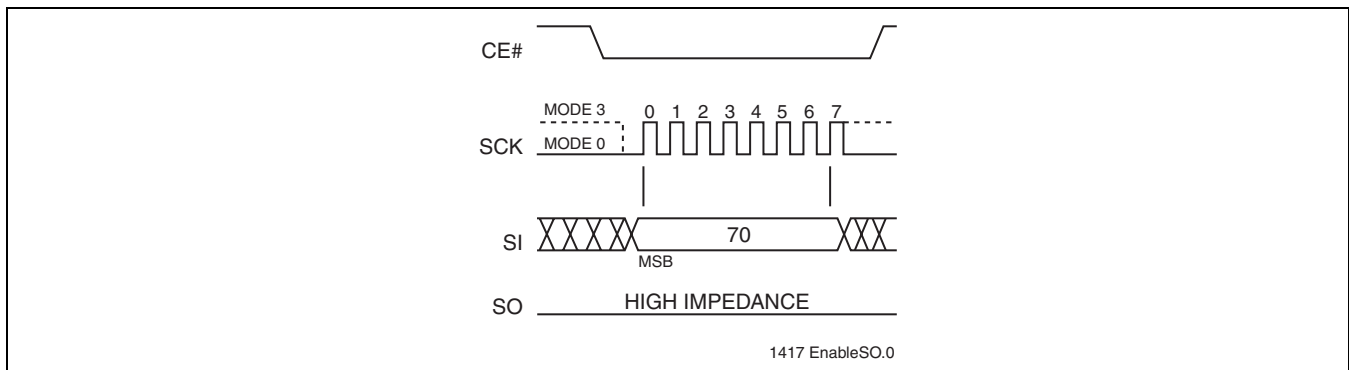 CE#
MODE 3
0 1 2 3 4 5 6 7
SCK
MODE 0
SI
70
MSB
SO
HIGH IMPEDANCE
1417 EnableSO.0